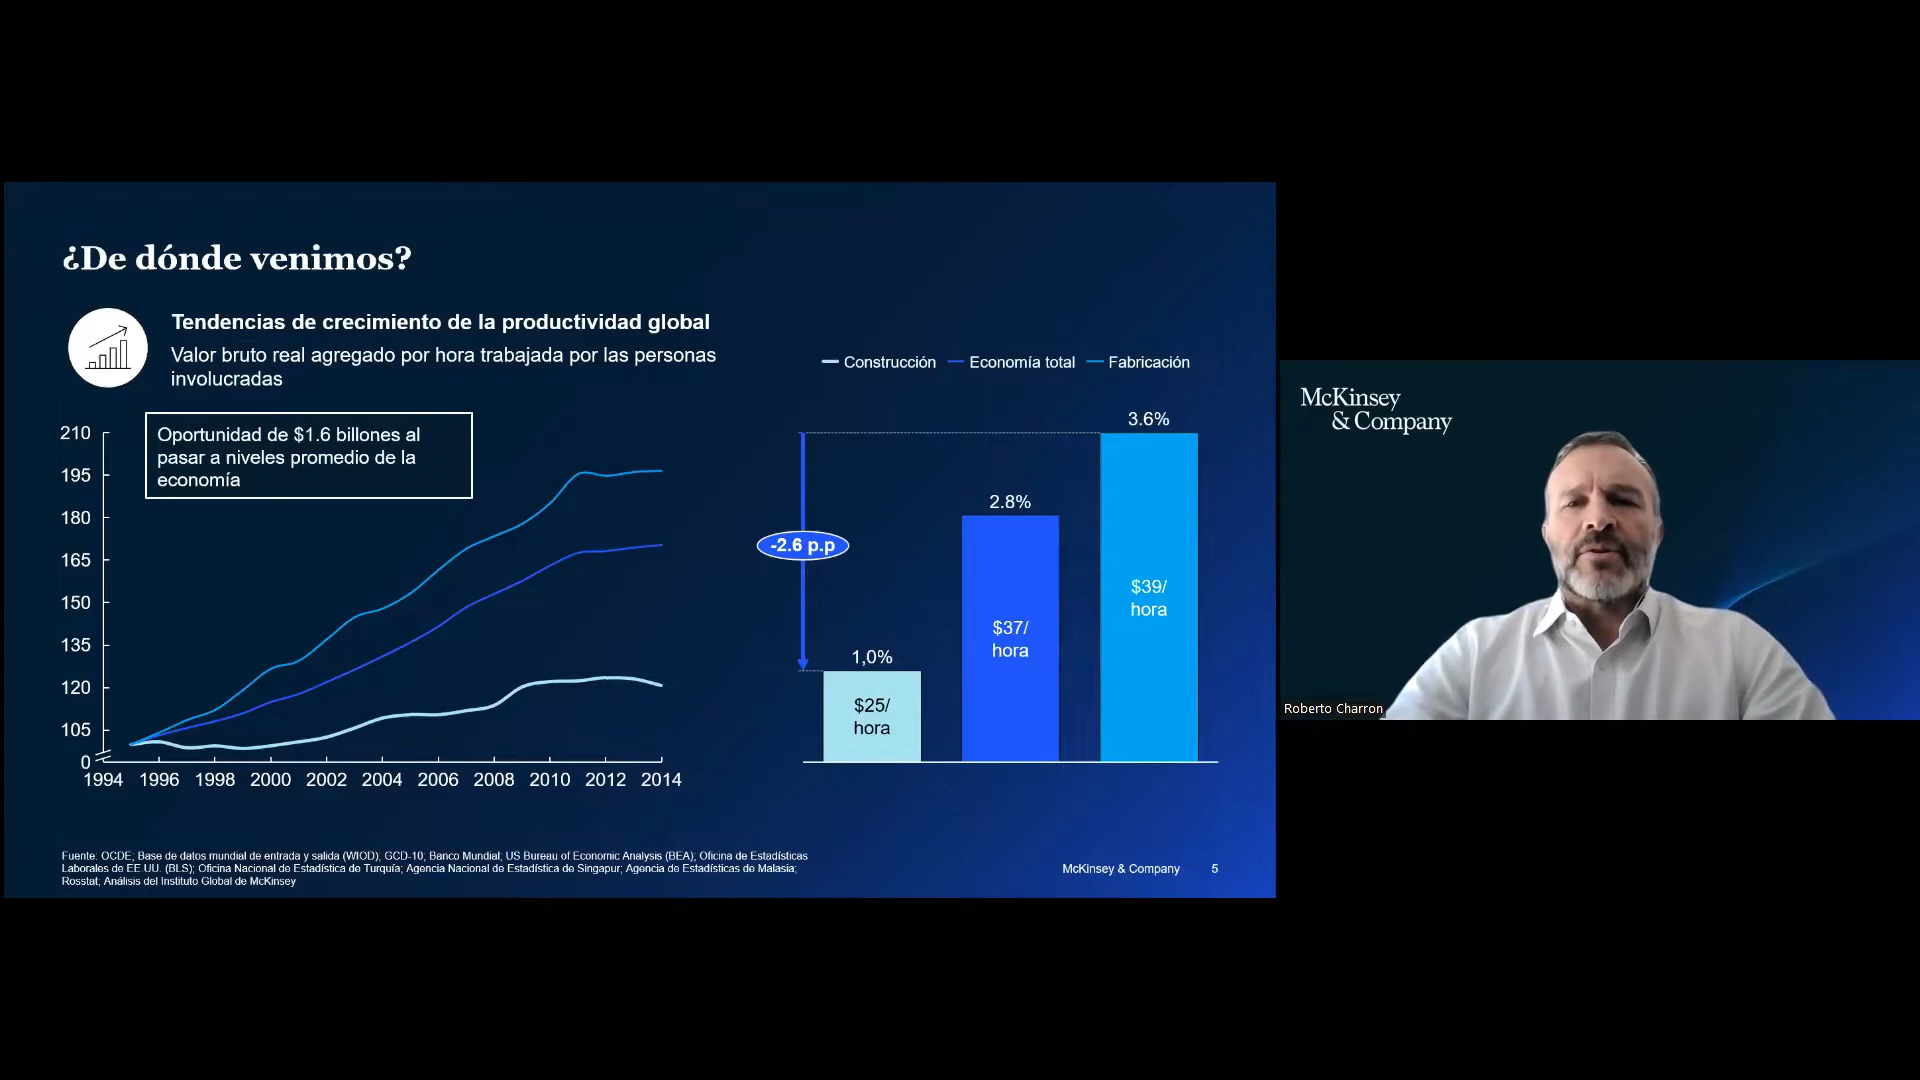 ¿De dónde venimos?
Tendencias de crecimiento de la productividad global
Valor bruto real agregado por hora trabajada por las personas
involucradas
Construcción
Economía total
Fabricación
Oportunidad de $1.6 billones al
pasar a niveles promedio de la
economía
210
195
180
165
150
135
120
105
0
1994 1996 1998 2000 2002 2004 2006 2008 2010 2012 2014
-2.6 p.p
1,0%
$25/
hora
2.8%
$37/
hora
3.6%
$39/
hora
Fuente: OCDE; Base de datos mundial de entrada y salida (WIOD); GCD-10; Banco Mundial; US Bureau of Economic Analysis (BEA); Oficina de Estadísticas
Laborales de EE.UU. (BLS); Oficina Nacional de Estadística de Turquía; Agencia Nacional de Estadística de Singapur; Agencia de Estadísticas de Malasia;
Rosstat; Análisis del Instituto Global de McKinsey
McKinsey & Company 5
McKinsey
& Company
Roberto Charron